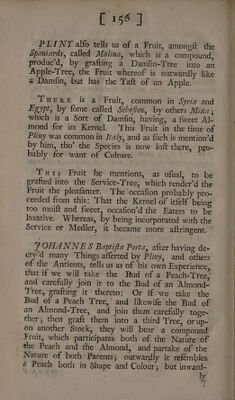 [ 156 ]
PLINY also tells us of a Fruit, amongst the
Spaniards, called Malina, which is a compound,
produc'd, by grafting a Damsin-Tree into an
Apple-Tree, the Fruit whereof is outwardly like
a Damsin, but has the Tast of an Apple.
THERE is a Fruit, common in Syria and
Egypt, by some called Sebesten, by others Mixa;
which is a Sort of Damsin, having, a sweet Al-
mond for its Kernel. This Fruit in the time of
Pliny was common in Italy, and as such is mention'd
by him, tho' the Species is now lost there, pro-
bably for want of Culture.
THIS Fruit he mentions, as usual, to be
grafted into the Service-Tree, which render'd the
Fruit the pleasanter. The occasion probably pro-
ceeded from this: That the Kernel of itself being
too moist and sweet, occasion'd the Eaters to be
laxative. Whereas, by being incorporated with the
Service or Medler, it became more astringent.
JOHANNES Baptista Porta, after having de-
cry'd many Things asserted by Pliny, and others
of the Antients, tells us as of his own Experience,
that if we will take the Bud of a Peach-Tree,
and carefully join it to the Bud of an Almond-
Tree, grafting it thereto: Or if we take the
Bud of a Peach Tree, and likewise the Bud of
an Almond-Tree, and join them carefully toge-
ther; then graft them into a third Tree, or up-
on another Stock, they will bear a compound
Fruit, which participates both of the Nature of
the Peach and the Almond, and partake of the
Nature of both Parents; outwardly it resembles
a Peach both in Shape and Colour; but inward-
ly